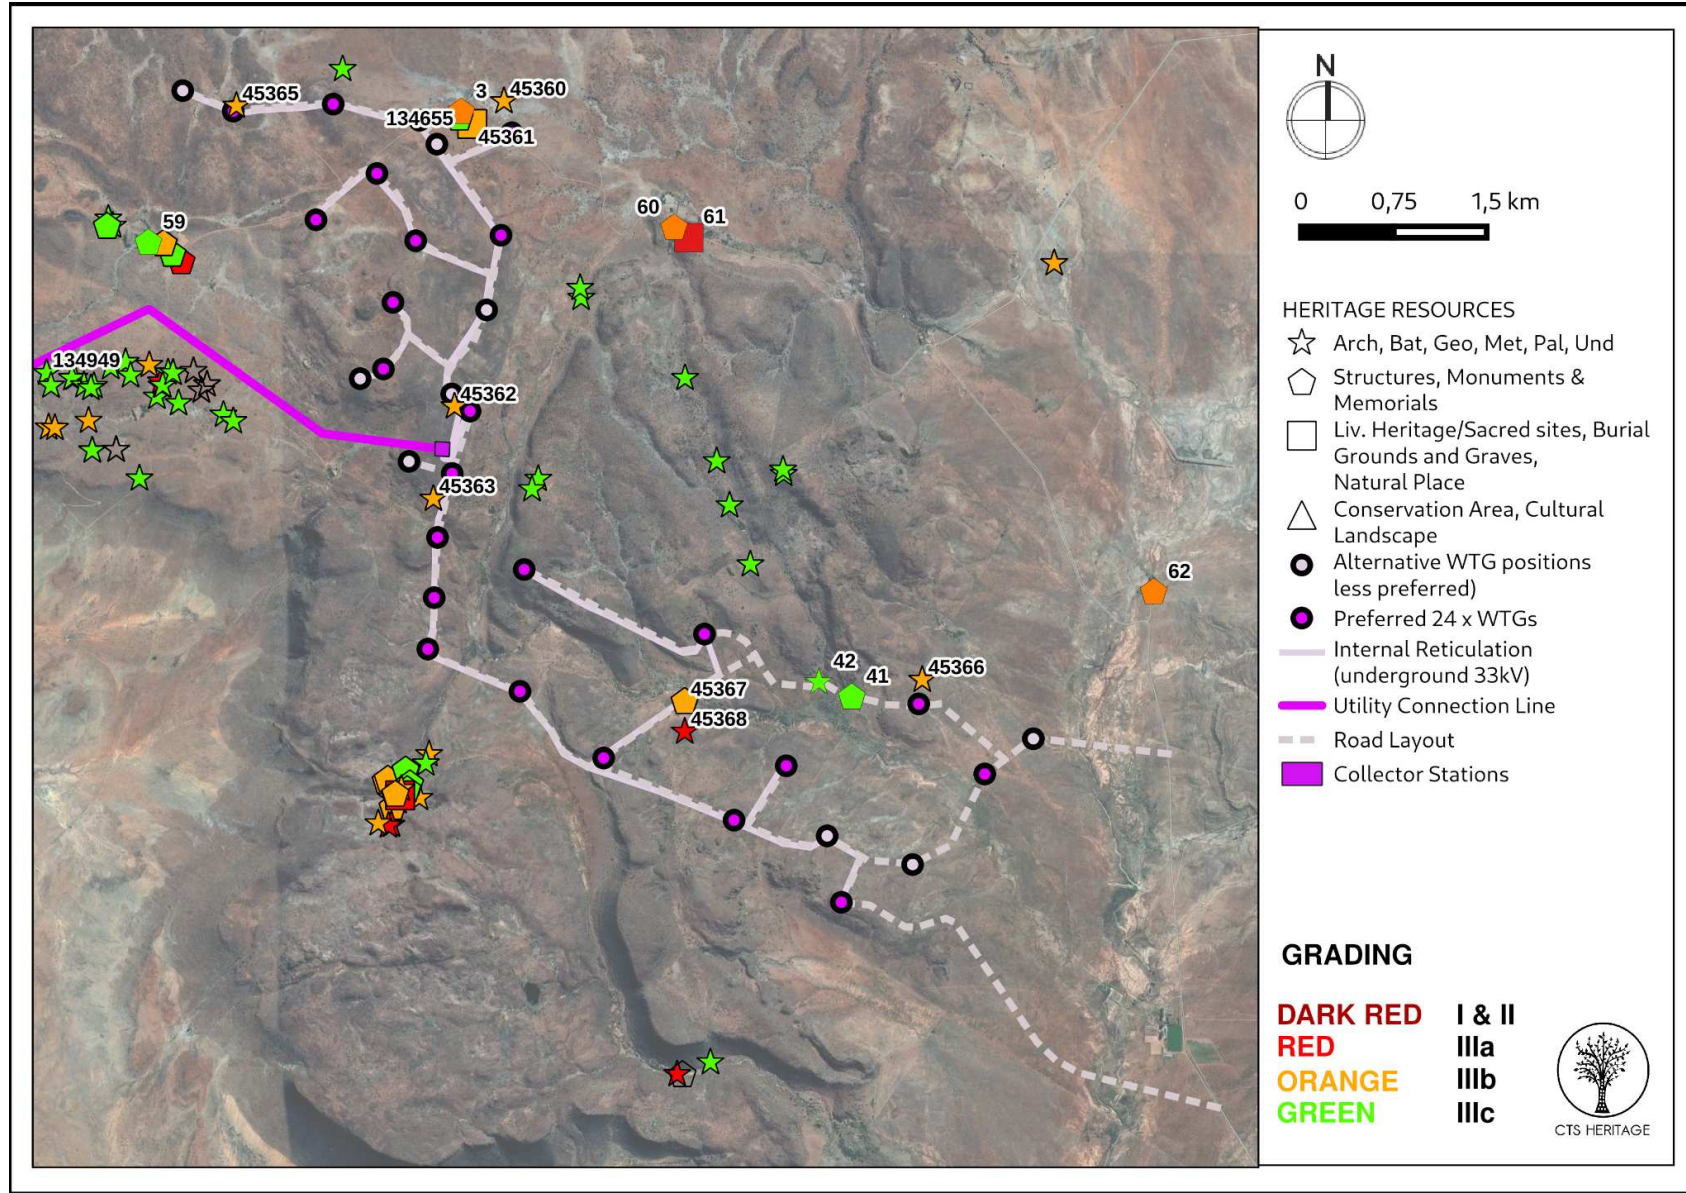 45365
3
45360
134655
45361
59
60
61
134949
45362
45363
62
42
41
45366
45367
45368
N
0 0,75 1,5 km
HERITAGE RESOURCES
Arch, Bat, Geo, Met, Pal, Und
Structures, Monuments &
Memorials
Liv. Heritage/Sacred sites, Burial
Grounds and Graves,
Natural Place
Conservation Area, Cultural
Landscape
Alternative WTG positions
less preferred)
Preferred 24 x WTGs
Internal Reticulation
(underground 33kV)
Utility Connection Line
Road Layout
Collector Stations
GRADING
DARK RED I & II
RED IIIa
ORANGE IIIb
GREEN IIIc
CTS HERITAGE